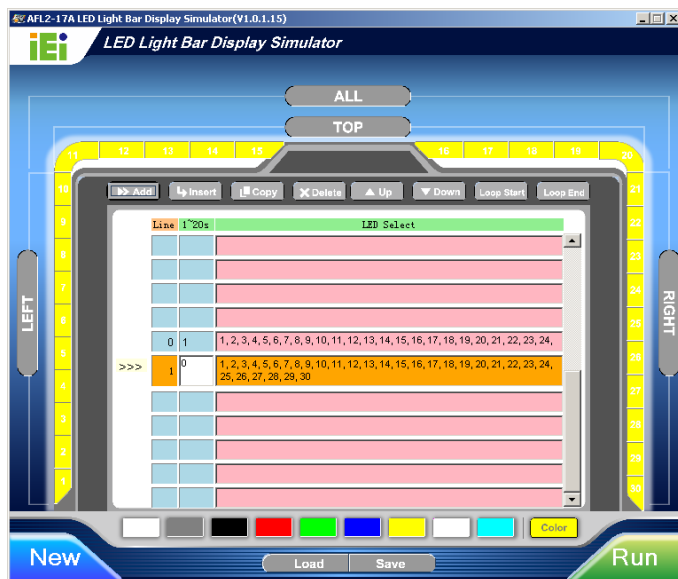 AFL2-17A LED Light Bar Display Simulator(V1.0.1.15)
iEi
LED Light Bar Display Simulator
ALL
TOP
11 12 13 14 15 16 17 18 19 20
Add Insert Copy Delete Up Down Loop Start Loop End
10 21
9 22
8 23
7 24
6 25
5 26
4 27
3 28
2 29
1 30
LEFT
RIGHT
Line 1~20s LED Select
0 1 1, 2, 3, 4, 5, 6, 7, 8, 9, 10, 11, 12, 13, 14, 15, 16, 17, 18, 19, 20, 21, 22, 23, 24,
>>> 1 0 1, 2, 3, 4, 5, 6, 7, 8, 9, 10, 11, 12, 13, 14, 15, 16, 17, 18, 19, 20, 21, 22, 23, 24,
25, 26, 27, 28, 29, 30
Color
New
Load Save
Run